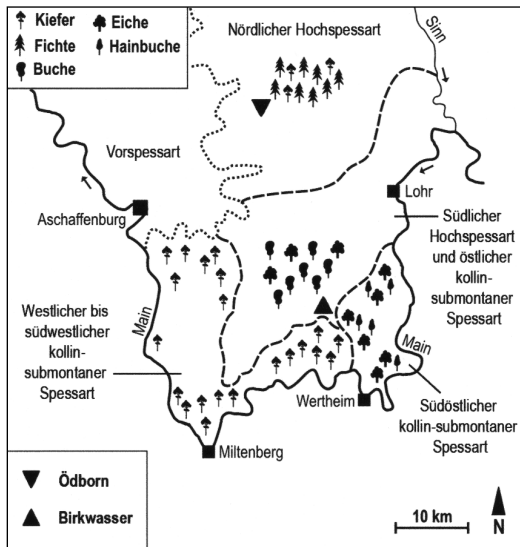 Kiefer
Eiche
Fichte
Hainbuche
Buche
Nördlicher Hochspessart
Sinn
Vorspessart
Lohr
Aschaffenburg
Südlicher
Hochspessart
und östlicher
kollin-
submontaner
Spessart
Westlicher bis
südwestlicher
kollin-
submontaner
Spessart
Main
Main
Wertheim
Südöstlicher
kollin-submontaner
Spessart
Miltenberg
Ödborn
Birkwasser
10 km
N